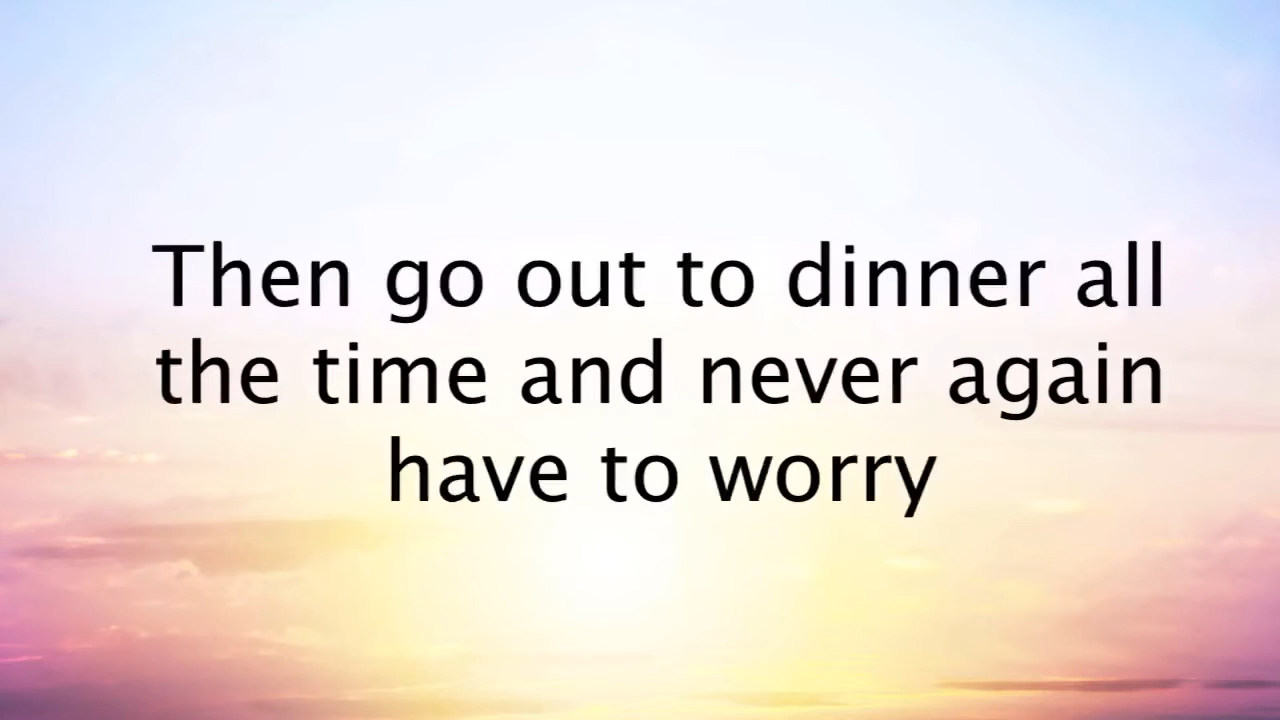 Then go out to dinner all
the time and never again
have to worry